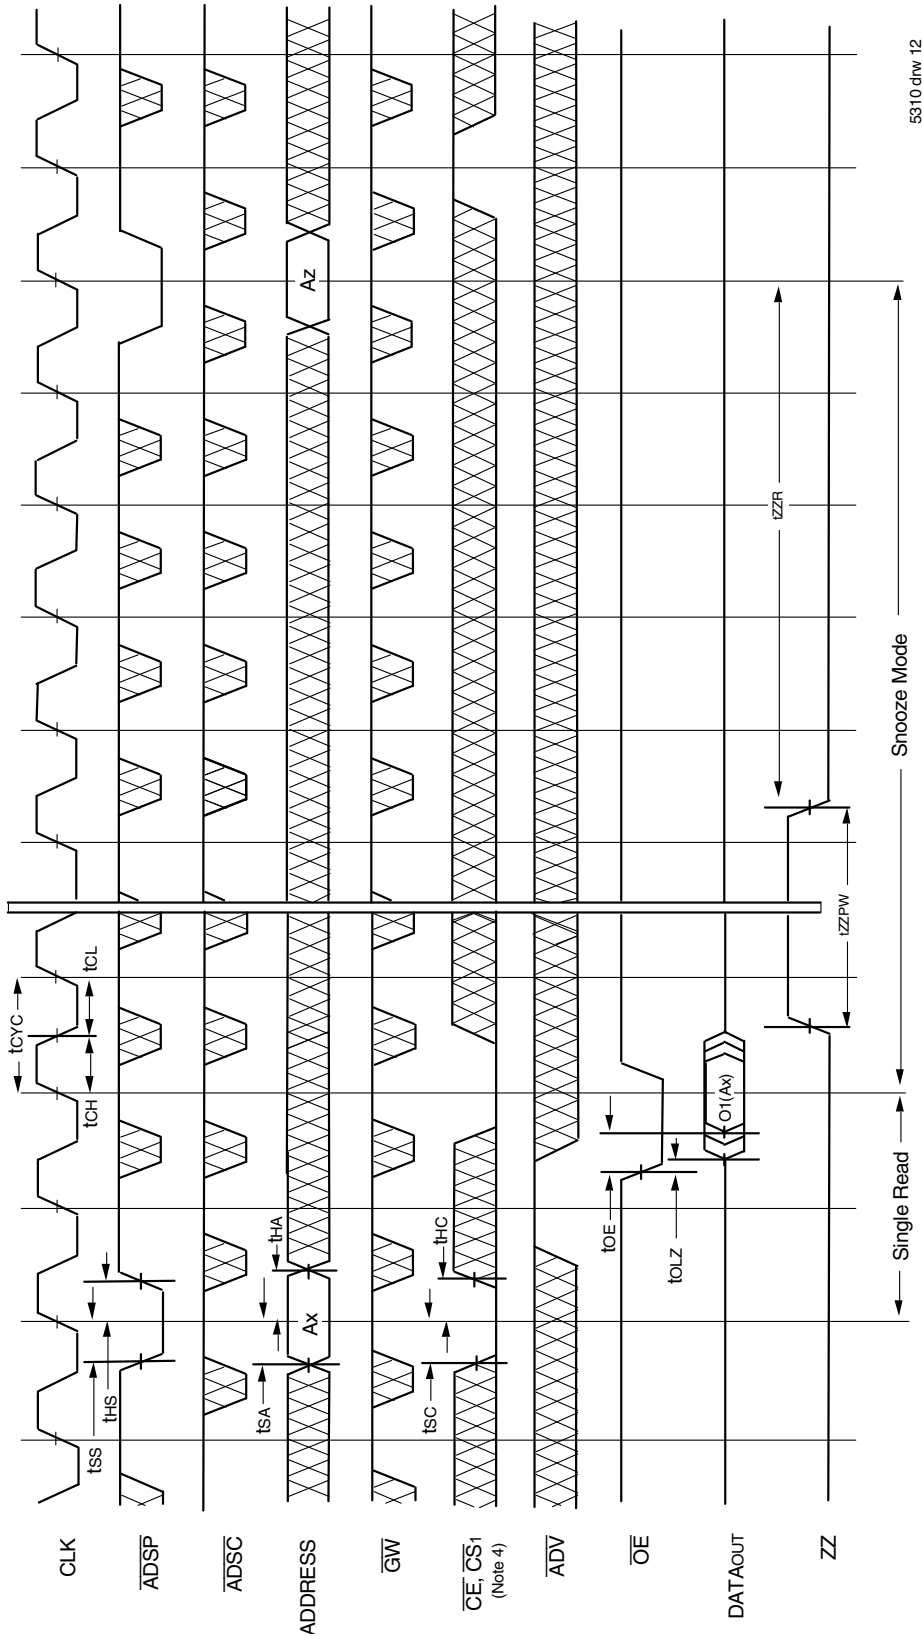 tCYC
tSS
tHS
tCH
tCL
CLK
ADSP
ADSC
tSA
tHA
ADDRESS
Ax
Az
GW
tSC
tHC
CE, CS1
(Note 4)
ADV
OE
tOE
tOLZ
DATAOUT
O1(Ax)
tZZR
ZZ
tZZPW
Single Read
Snooze Mode
5310 drw 12